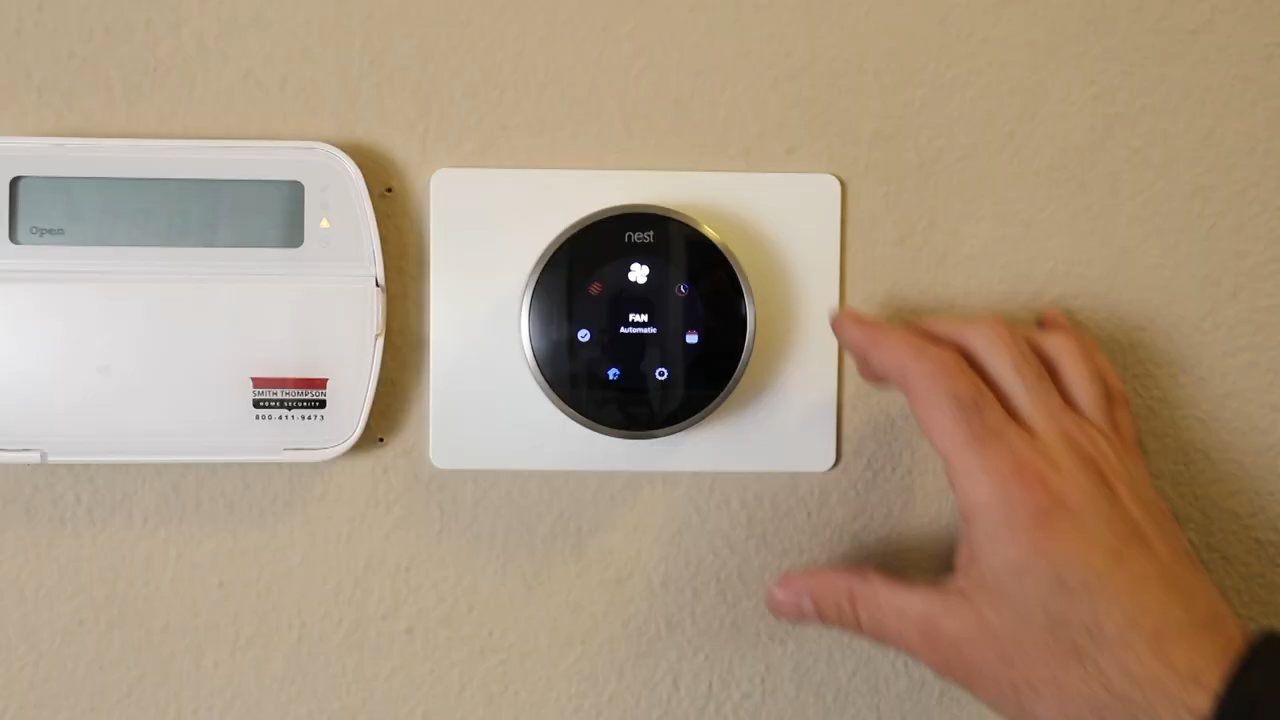 Open
SMITH THOMPSON
HOME SECURITY
800-411-9473
nest
FAN
Automatic